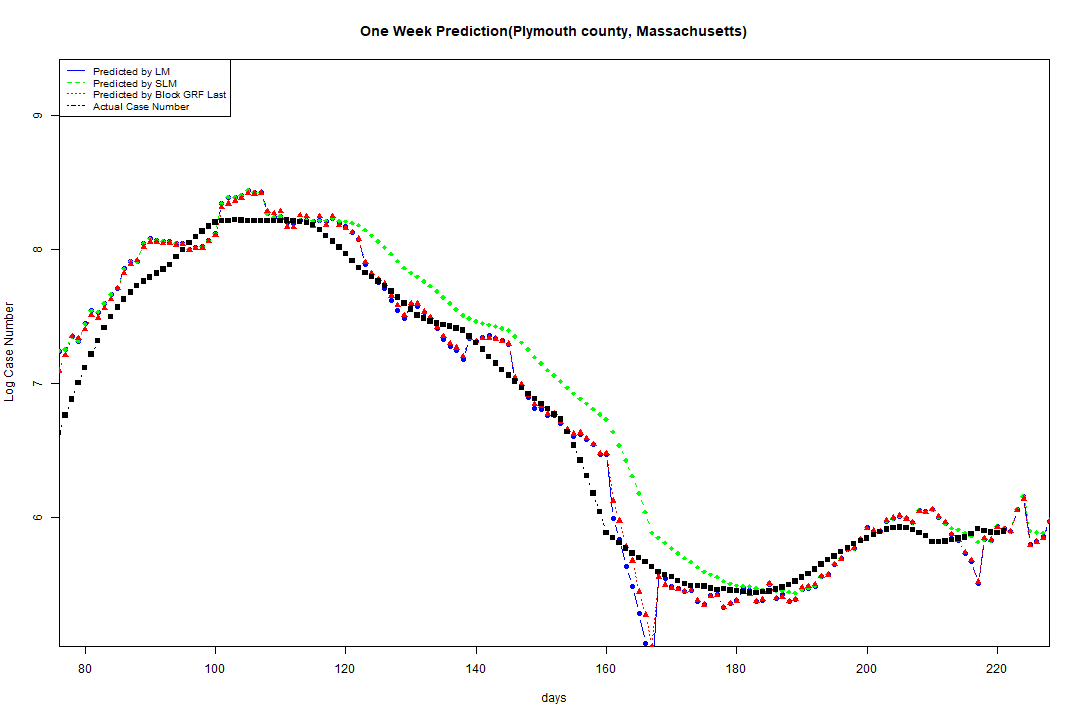 One Week Prediction(Plymouth county, Massachusetts)
Predicted by LM
Predicted by SLM
Predicted by Block GRF Last
Actual Case Number
9
8
7
6
Log Case Number
80 100 120 140 160 180 200 220
days